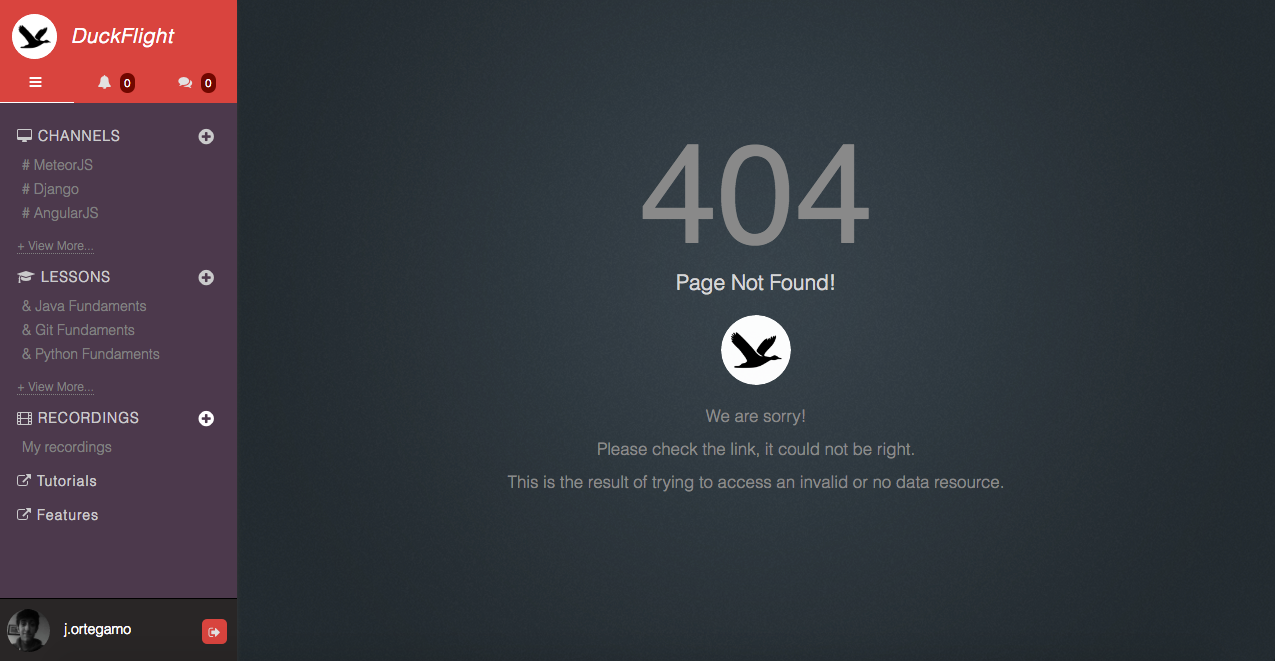 DuckFlight
0
0
CHANNELS
# MeteorJS
# Django
# AngularJS
+ View More...
LESSONS
& Java Fundaments
& Git Fundaments
& Python Fundaments
+ View More...
RECORDINGS
My recordings
Tutorials
Features
j.ortegamo
404
Page Not Found!
We are sorry!
Please check the link, it could not be right.
This is the result of trying to access an invalid or no data resource.